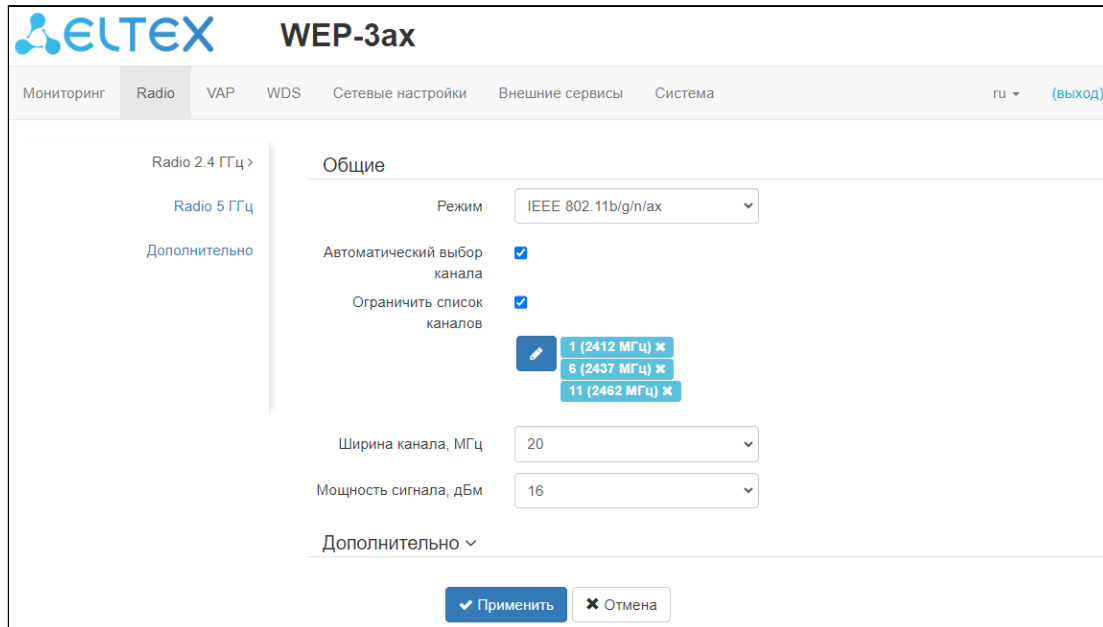 ELTEX WEP-3ax
Мониторинг Radio VAP WDS Сетевые настройки Внешние сервисы Система ru (выход)
Radio 2.4 ГГц
Radio 5 ГГц
Дополнительно
Общие
Режим IEEE 802.11b/g/n/ax
Автоматический выбор
канала
Ограничить список
каналов
1 (2412 МГц) ✖
6 (2437 МГц) ✖
11 (2462 МГц) ✖
Ширина канала, МГц 20
Мощность сигнала, дБм 16
Дополнительно
✔ Применить ✖ Отмена